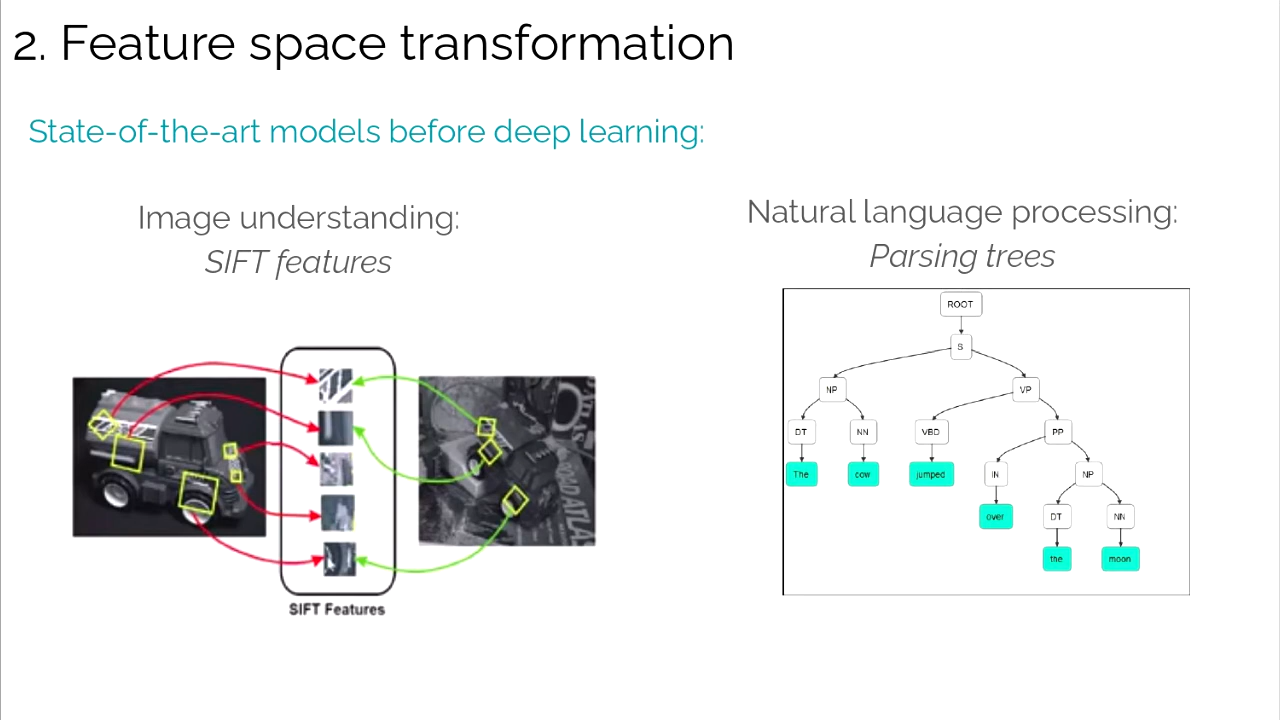 2. Feature space transformation
State-of-the-art models before deep learning:
Image understanding:
SIFT features
SIFT Features
Natural language processing:
Parsing trees
ROOT
S
NP
VP
DT
NN
VBD
PP
The
cow
jumped
IN
NP
over
DT
NN
the
moon
ROAD ATLAS